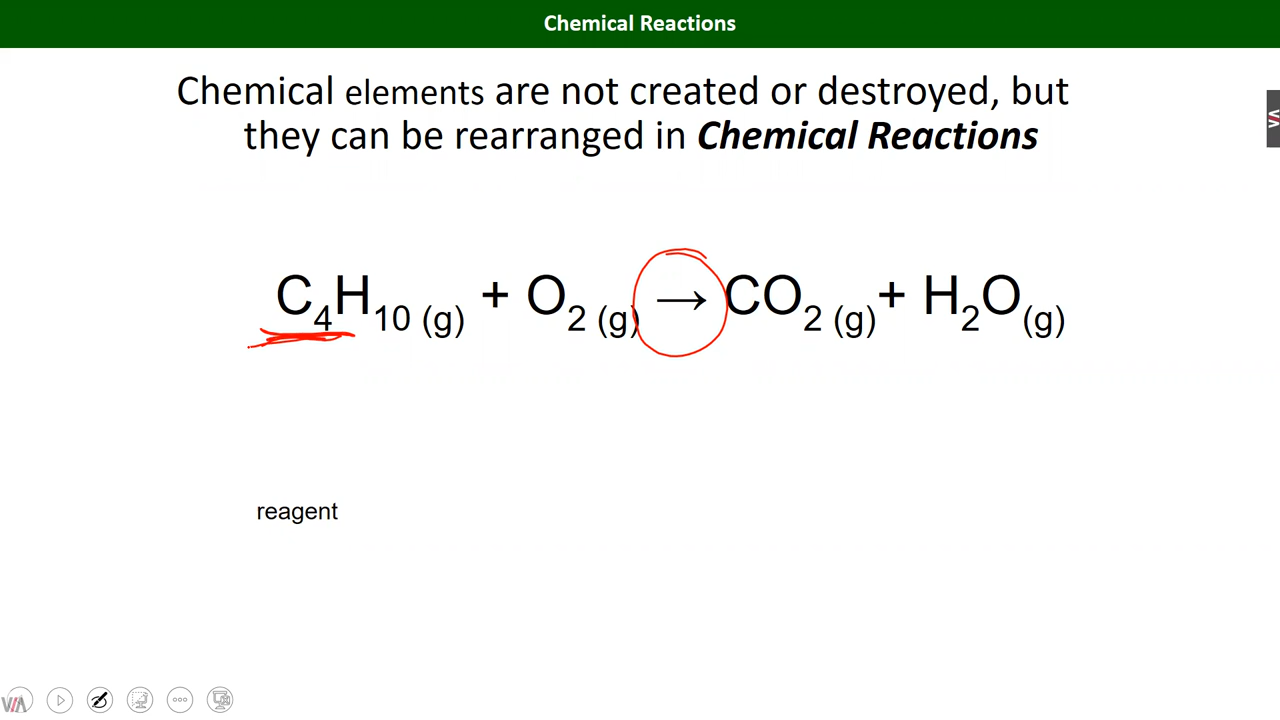 Chemical Reactions
Chemical elements are not created or destroyed, but
they can be rearranged in Chemical Reactions
C₄H₁₀ (g) + O₂ (g) → CO₂ (g) + H₂O(g)
reagent
VIA